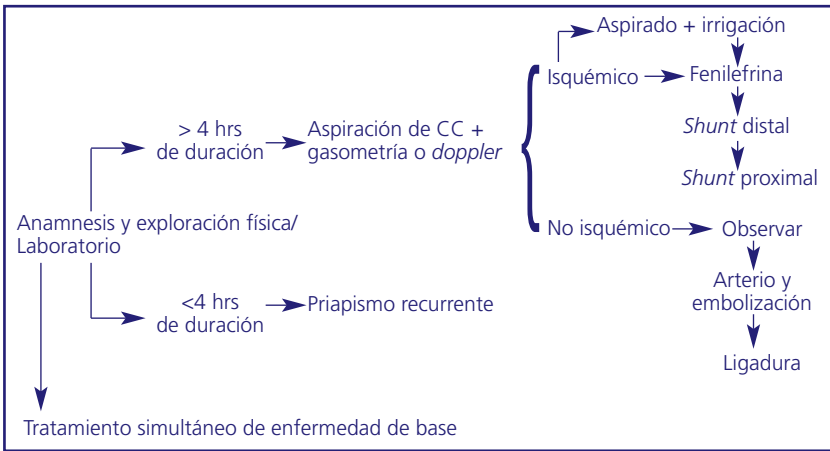 Anamnesis y exploración física/
Laboratorio
> 4 hrs
de duración
Aspiración de CC +
gasometría o doppler
Isquémico
Aspirado + irrigación
Fenilefrina
Shunt distal
Shunt proximal
No isquémico
Observar
Arterio y
embolización
Ligadura
<4 hrs
de duración
Priapismo recurrente
Tratamiento simultáneo de enfermedad de base